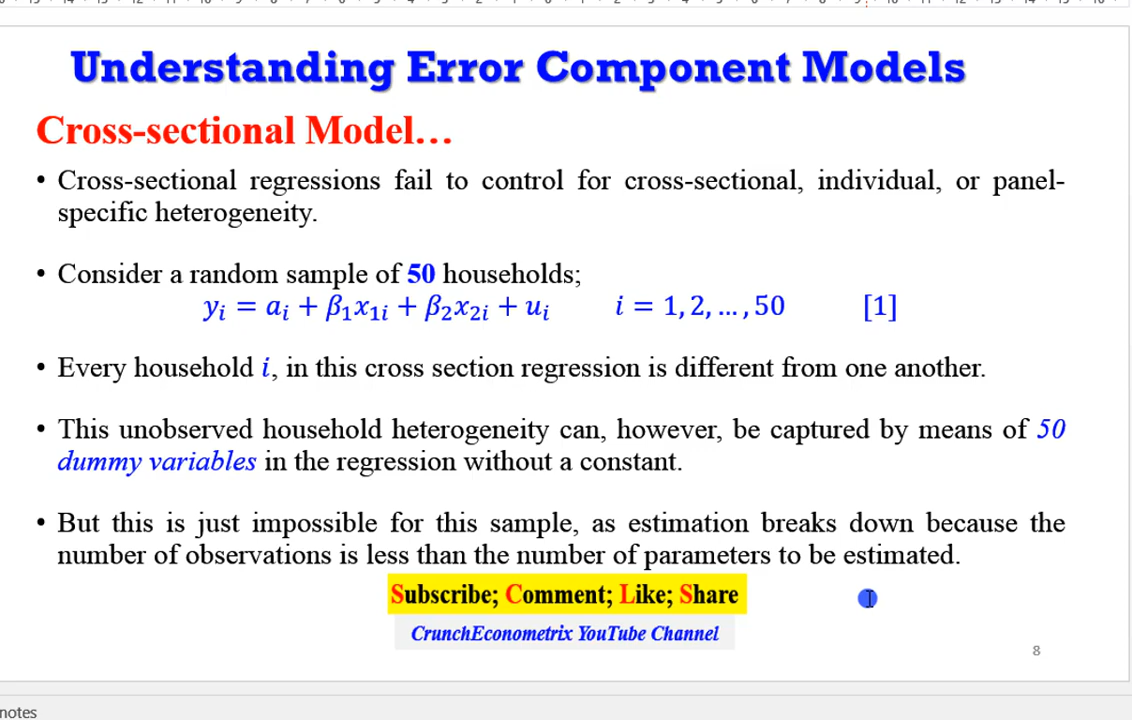 Understanding Error Component Models
Cross-sectional Model…
• Cross-sectional regressions fail to control for cross-sectional, individual, or panel-
specific heterogeneity.
• Consider a random sample of 50 households;
yᵢ = aᵢ + β₁x₁ᵢ + β₂x₂ᵢ + uᵢ i = 1, 2, … , 50 [1]
• Every household i, in this cross section regression is different from one another.
• This unobserved household heterogeneity can, however, be captured by means of 50
dummy variables in the regression without a constant.
• But this is just impossible for this sample, as estimation breaks down because the
number of observations is less than the number of parameters to be estimated.
Subscribe; Comment; Like; Share
CrunchEconometrix YouTube Channel
8
notes